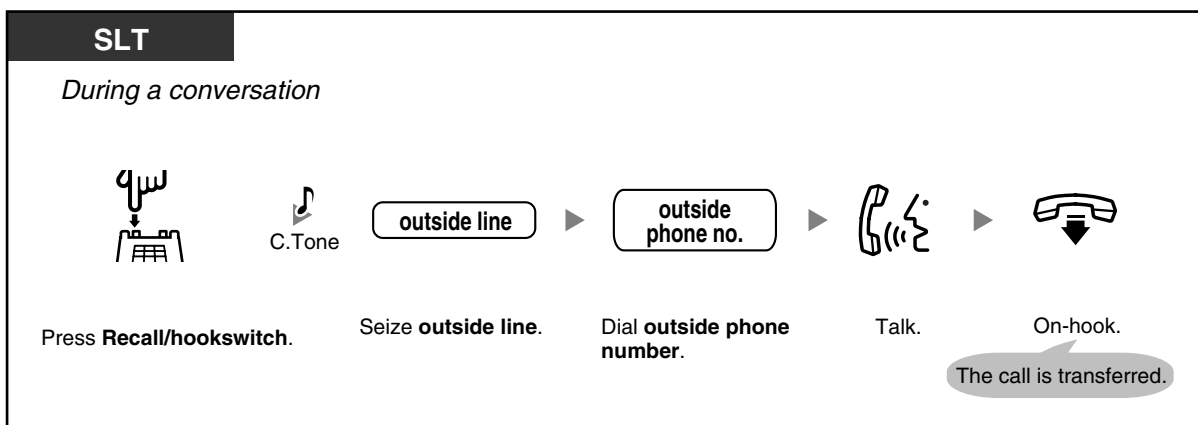 SLT
During a conversation
C.Tone
outside line
outside
phone no.
Press Recall/hookswitch.
Seize outside line.
Dial outside phone
number.
Talk.
On-hook.
The call is transferred.